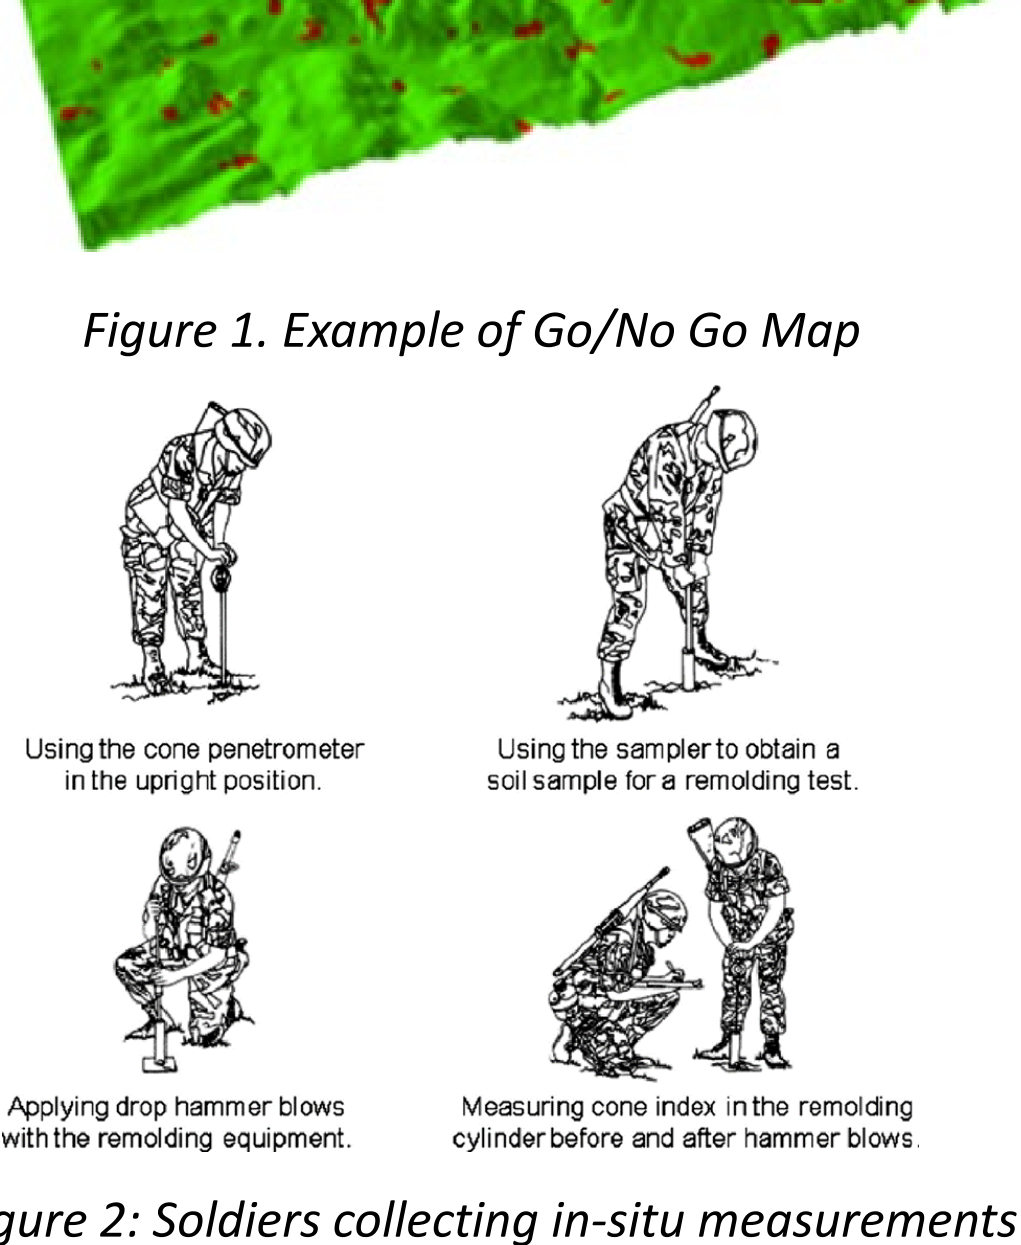 Figure 1. Example of Go/No Go Map
Using the cone penetrometer
in the upright position.
Using the sampler to obtain a
soil sample for a remolding test.
Applying drop hammer blows
with the remolding equipment.
Measuring cone index in the remolding
cylinder before and after hammer blows.
gure 2: Soldiers collecting in-situ measurements